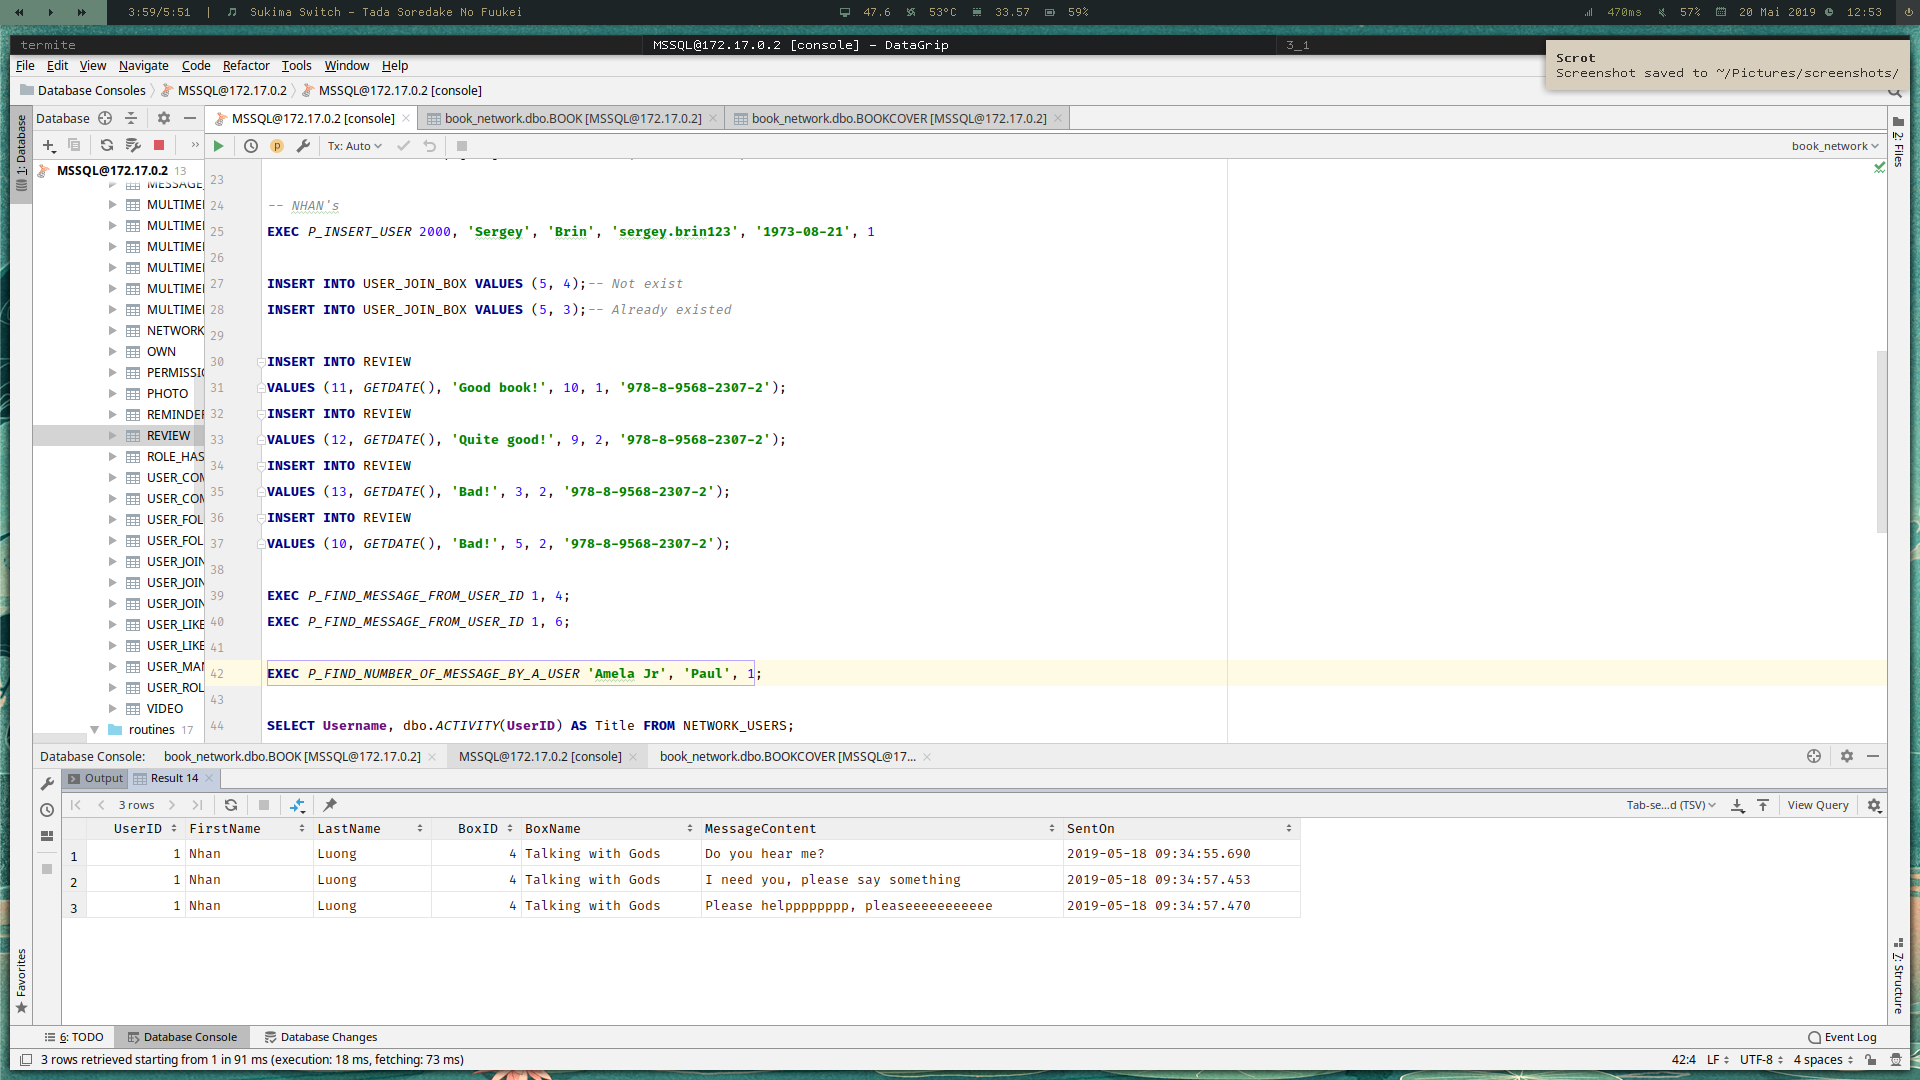 3:59/5:51 | Sukima Switch - Tada Soredake No Fuukei
47.6 53°C 33.57 59%
470ms 57% 20 Mai 2019 12:53
termite
MSSQL@172.17.0.2 [console] - DataGrip
3_1
Scrot
Screenshot saved to ~/Pictures/screenshots/
File Edit View Navigate Code Refactor Tools Window Help
Database Consoles MSSQL@172.17.0.2 MSSQL@172.17.0.2 [console]
1: Database
Database
MSSQL@172.17.0.2 [console] book_network.dbo.BOOK [MSSQL@172.17.0.2] book_network.dbo.BOOKCOVER [MSSQL@172.17.0.2]
2: Files
Tx: Auto
book_network
MSSQL@172.17.0.2 13
MESSAGE_
MULTIME
MULTIME
MULTIME
MULTIME
MULTIME
MULTIME
NETWORK
OWN
PERMISSI
PHOTO
REMINDER
REVIEW
ROLE_HAS
USER_COM
USER_COM
USER_FOL
USER_FOL
USER_JOIN
USER_JOIN
USER_JOIN
USER_LIKE
USER_LIKE
USER_MAN
USER_ROL
VIDEO
routines 17
23
24 -- NHAN's
25 EXEC P_INSERT_USER 2000, 'Sergey', 'Brin', 'sergey.brin123', '1973-08-21', 1
26
27 INSERT INTO USER_JOIN_BOX VALUES (5, 4);-- Not exist
28 INSERT INTO USER_JOIN_BOX VALUES (5, 3);-- Already existed
29
30 INSERT INTO REVIEW
31 VALUES (11, GETDATE(), 'Good book!', 10, 1, '978-8-9568-2307-2');
32 INSERT INTO REVIEW
33 VALUES (12, GETDATE(), 'Quite good!', 9, 2, '978-8-9568-2307-2');
34 INSERT INTO REVIEW
35 VALUES (13, GETDATE(), 'Bad!', 3, 2, '978-8-9568-2307-2');
36 INSERT INTO REVIEW
37 VALUES (10, GETDATE(), 'Bad!', 5, 2, '978-8-9568-2307-2');
38
39 EXEC P_FIND_MESSAGE_FROM_USER_ID 1, 4;
40 EXEC P_FIND_MESSAGE_FROM_USER_ID 1, 6;
41
42 EXEC P_FIND_NUMBER_OF_MESSAGE_BY_A_USER 'Amela Jr', 'Paul', 1;
43
44 SELECT Username, dbo.ACTIVITY(UserID) AS Title FROM NETWORK_USERS;
Database Console: book_network.dbo.BOOK [MSSQL@172.17.0.2] MSSQL@172.17.0.2 [console] book_network.dbo.BOOKCOVER [MSSQL@17...
Output Result 14
3 rows
Tab-se...d (TSV) View Query
UserID FirstName LastName BoxID BoxName MessageContent SentOn
1 1 Nhan Luong 4 Talking with Gods Do you hear me? 2019-05-18 09:34:55.690
2 1 Nhan Luong 4 Talking with Gods I need you, please say something 2019-05-18 09:34:57.453
3 1 Nhan Luong 4 Talking with Gods Please helpppppppp, pleaseeeeeeeeeee 2019-05-18 09:34:57.470
Favorites
7: Structure
6: TODO Database Console Database Changes
Event Log
3 rows retrieved starting from 1 in 91 ms (execution: 18 ms, fetching: 73 ms)
42:4 LF UTF-8 4 spaces